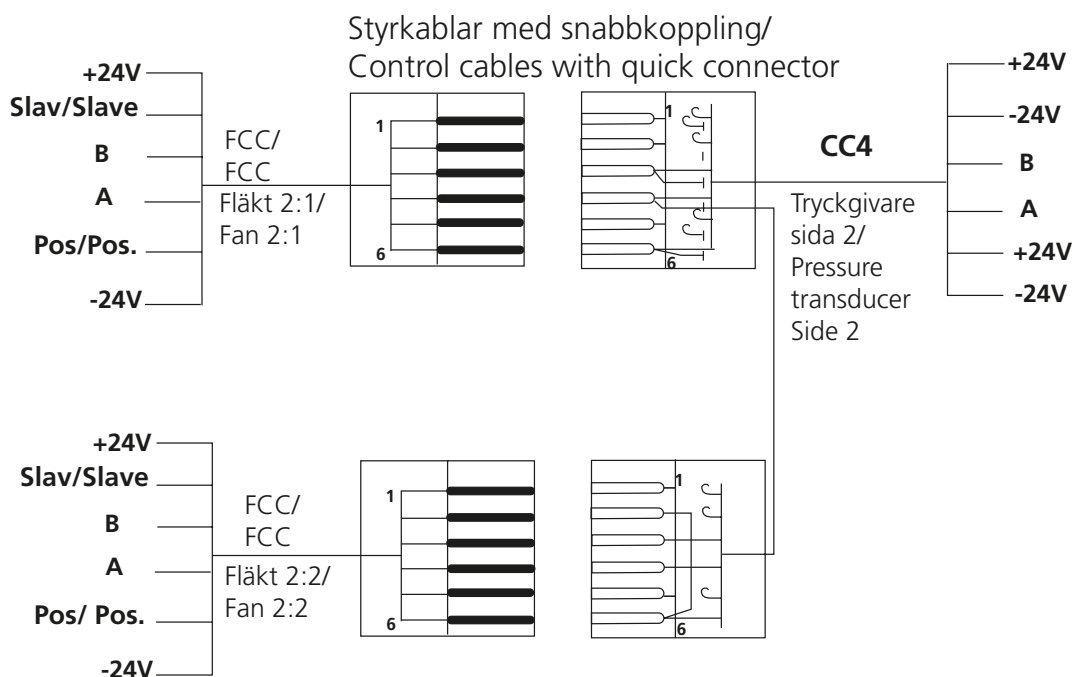 Styrkablar med snabbkoppling/
Control cables with quick connector
+24V
Slav/Slave
B
A
Pos/Pos.
-24V
FCC/
FCC
Fläkt 2:1/
Fan 2:1
1
6
1
6
CC4
Tryckgivare
sida 2/
Pressure
transducer
Side 2
+24V
-24V
B
A
+24V
-24V
+24V
Slav/Slave
B
A
Pos/ Pos.
-24V
FCC/
FCC
Fläkt 2:2/
Fan 2:2
1
6
1
6